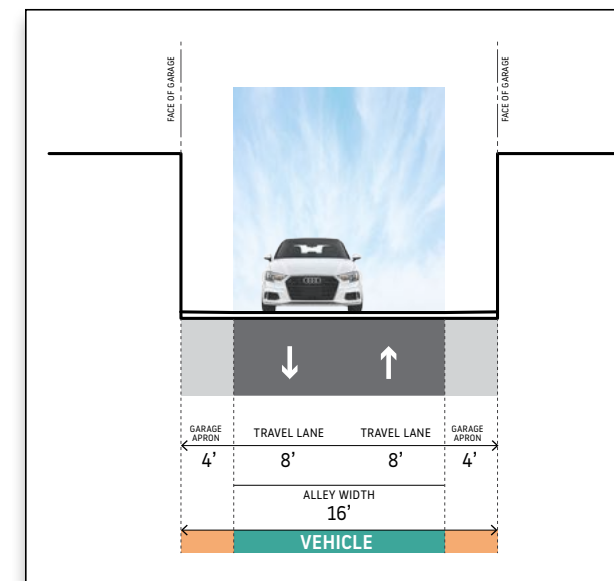 FACE OF GARAGE
FACE OF GARAGE
GARAGE
APRON
TRAVEL LANE
TRAVEL LANE
GARAGE
APRON
4'
8'
8'
4'
ALLEY WIDTH
16'
VEHICLE